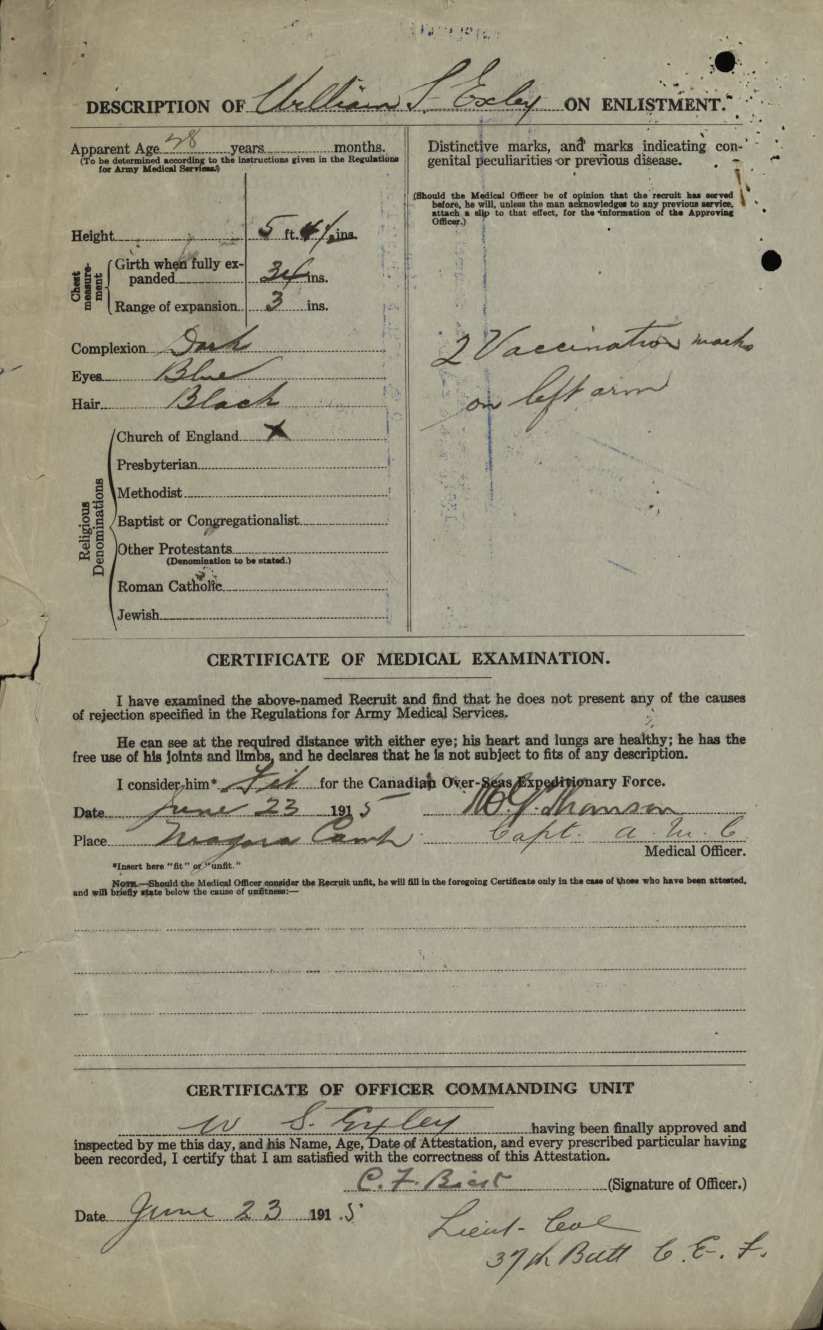 DESCRIPTION OF William S Exley ON ENLISTMENT.
Apparent Age 28 years months.
(To be determined according to the instructions given in the Regulations
for Army Medical Services.)
Height 5 ft. 4 ins.
Chest measurement
Girth when fully ex-
panded 34 ins.
Range of expansion 3 ins.
Complexion Dark
Eyes Blue
Hair Black
Religious Denominations
Church of England X
Presbyterian
Methodist
Baptist or Congregationalist
Other Protestants
(Denomination to be stated.)
Roman Catholic
Jewish
Distinctive marks, and marks indicating con-
genital peculiarities or previous disease.
(Should the Medical Officer be of opinion that the recruit has served
before, he will, unless the man acknowledges to any previous service,
attach a slip to that effect, for the information of the Approving
Officer.)
2 Vaccination marks
on left arm
CERTIFICATE OF MEDICAL EXAMINATION.
I have examined the above-named Recruit and find that he does not present any of the causes
of rejection specified in the Regulations for Army Medical Services.
He can see at the required distance with either eye; his heart and lungs are healthy; he has the
free use of his joints and limbs, and he declares that he is not subject to fits of any description.
I consider him* Fit for the Canadian Over-Seas Expeditionary Force.
Date June 23 1915 Thomson
Place Niagara Camp Capt. A. M. C.
Medical Officer.
*Insert here "fit" or "unfit."
NOTE.—Should the Medical Officer consider the Recruit unfit, he will fill in the foregoing Certificate only in the case of those who have been attested,
and will briefly state below the cause of unfitness:—
CERTIFICATE OF OFFICER COMMANDING UNIT
W S. Exley having been finally approved and
inspected by me this day, and his Name, Age, Date of Attestation, and every prescribed particular having
been recorded, I certify that I am satisfied with the correctness of this Attestation.
C. F. Bick (Signature of Officer.)
Date June 23 1915
Lieut- Col
37th Batt C. E. F.